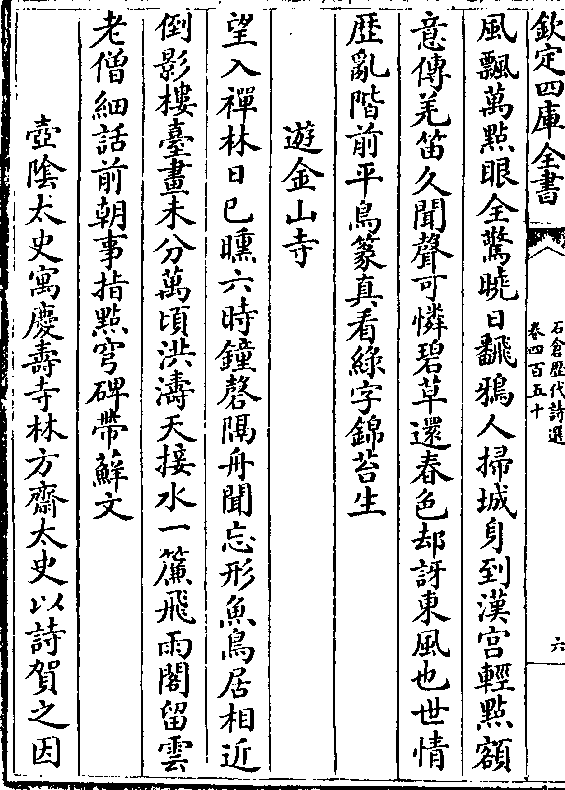 欽定四庫全書
石倉歴代詩選
卷四百五十
六
風飄萬點眼全驚曉日飜鴉人掃城身到漢宫輕點額
意傳羌笛久聞聲可憐碧草還春色却訝東風也世情
歴亂階前平鳥篆真看綠字錦苔生
遊金山寺
望入禪林日已曛六時鐘磬隔舟聞忘形魚鳥居相近
倒影樓臺畫未分萬頃洪濤天接水一簾飛雨閣留雲
老僧細話前朝事指點穹碑帶蘚文
壺陰太史寓慶壽寺林方齋太史以詩賀之因